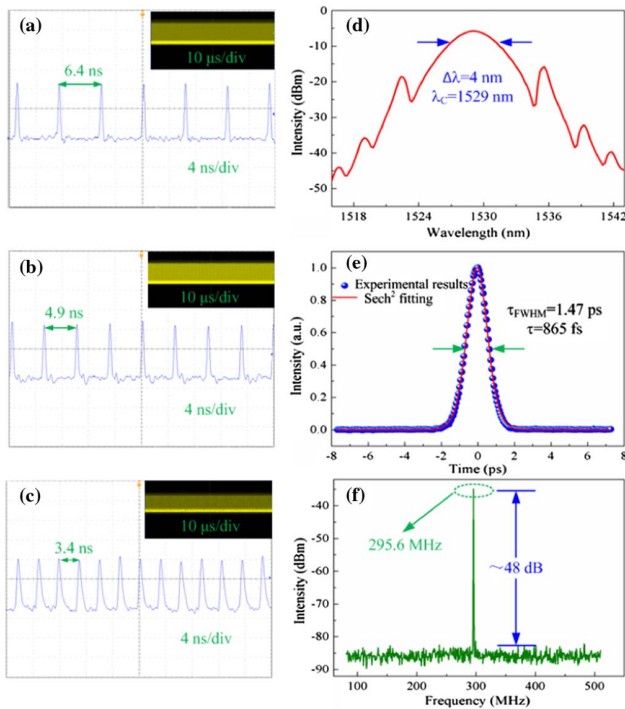 (a)
10 μs/div
6.4 ns
4 ns/div
(b)
10 μs/div
4.9 ns
4 ns/div
(c)
10 μs/div
3.4 ns
4 ns/div
(d)
0
-10
-20
-30
-40
-50
Intensity (dBm)
Δλ=4 nm
λC=1529 nm
1518 1524 1530 1536 1542
Wavelength (nm)
(e)
1.0
0.8
0.6
0.4
0.2
0.0
Intensity (a.u.)
Experimental results
Sech² fitting
τFWHM=1.47 ps
τ=865 fs
-8 -6 -4 -2 0 2 4 6 8
Time (ps)
(f)
-40
-50
-60
-70
-80
-90
Intensity (dBm)
295.6 MHz
~48 dB
100 200 300 400 500
Frequency (MHz)